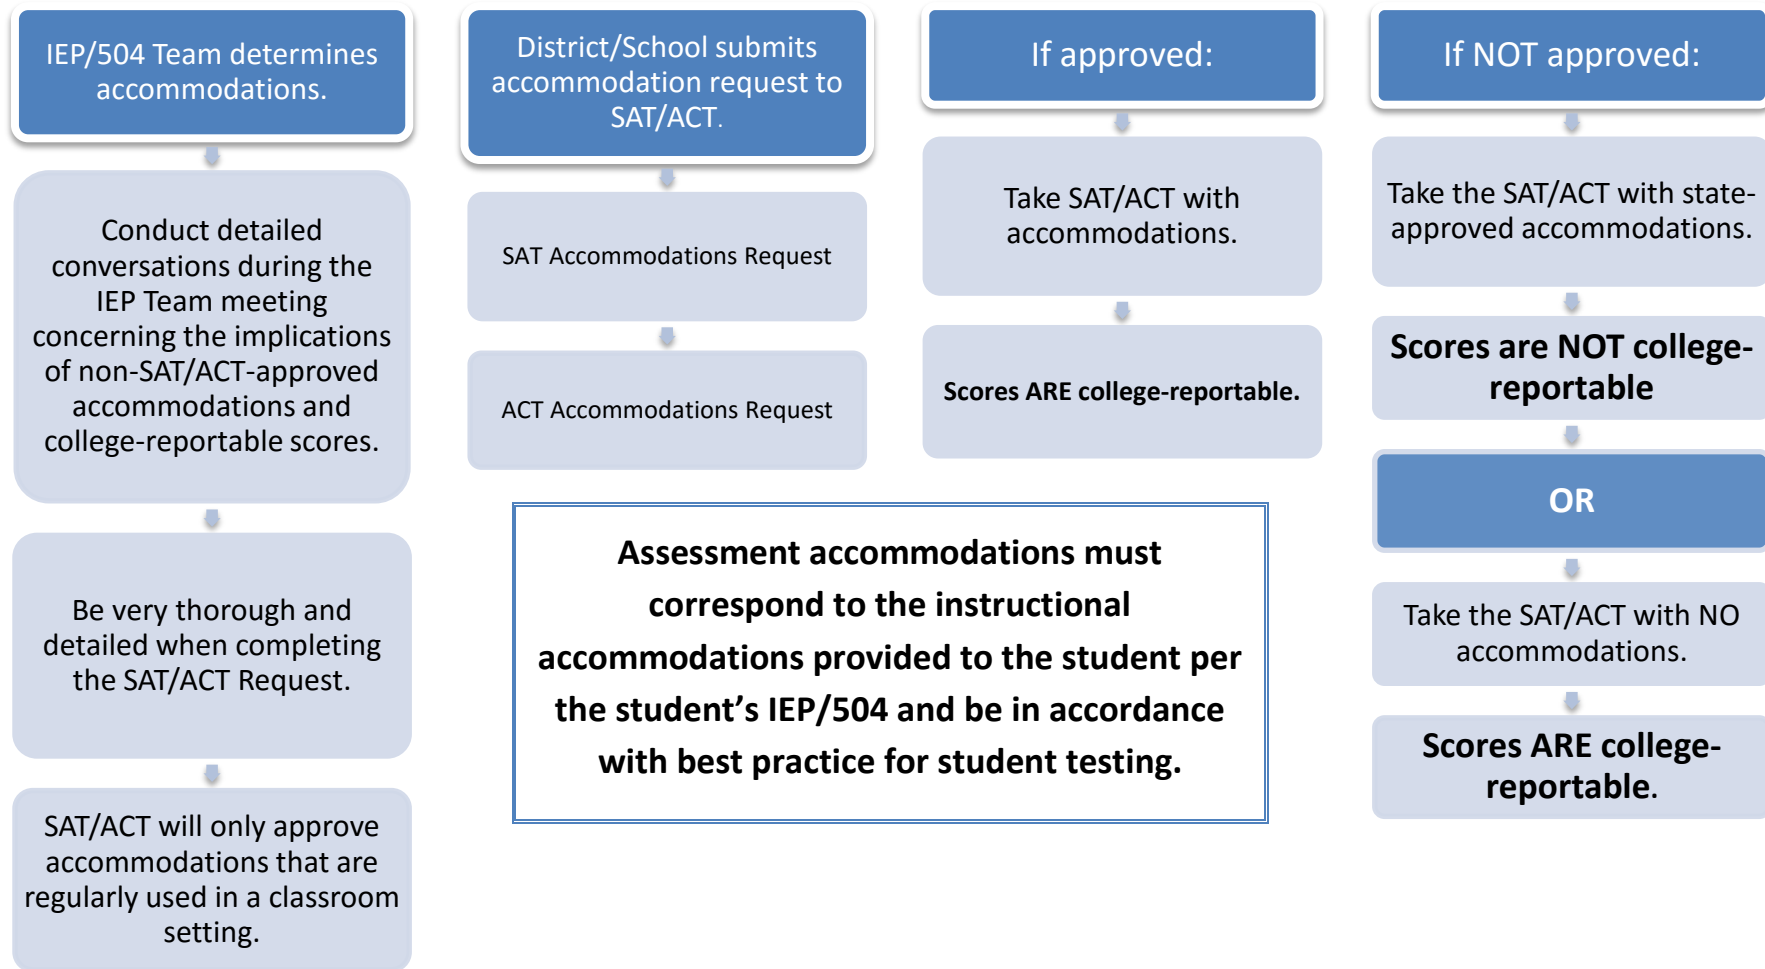 IEP/504 Team determines
accommodations.
Conduct detailed
conversations during the
IEP Team meeting
concerning the implications
of non-SAT/ACT-approved
accommodations and
college-reportable scores.
Be very thorough and
detailed when completing
the SAT/ACT Request.
SAT/ACT will only approve
accommodations that are
regularly used in a classroom
setting.
District/School submits
accommodation request to
SAT/ACT.
SAT Accommodations Request
ACT Accommodations Request
If approved:
Take SAT/ACT with
accommodations.
Scores ARE college-reportable.
If NOT approved:
Take the SAT/ACT with state-
approved accommodations.
Scores are NOT college-
reportable
OR
Take the SAT/ACT with NO
accommodations.
Scores ARE college-
reportable.
Assessment accommodations must
correspond to the instructional
accommodations provided to the student per
the student’s IEP/504 and be in accordance
with best practice for student testing.